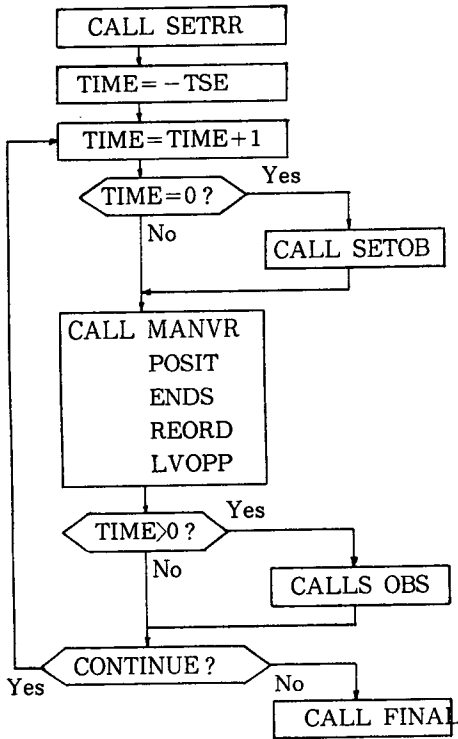 CALL SETRR
TIME=-TSE
TIME=TIME+1
TIME=0?
Yes
No
CALL SETOB
CALL MANVR
POSIT
ENDS
REORD
LVOPP
TIME>0?
Yes
No
CALLS OBS
CONTINUE?
Yes
No
CALL FINAL